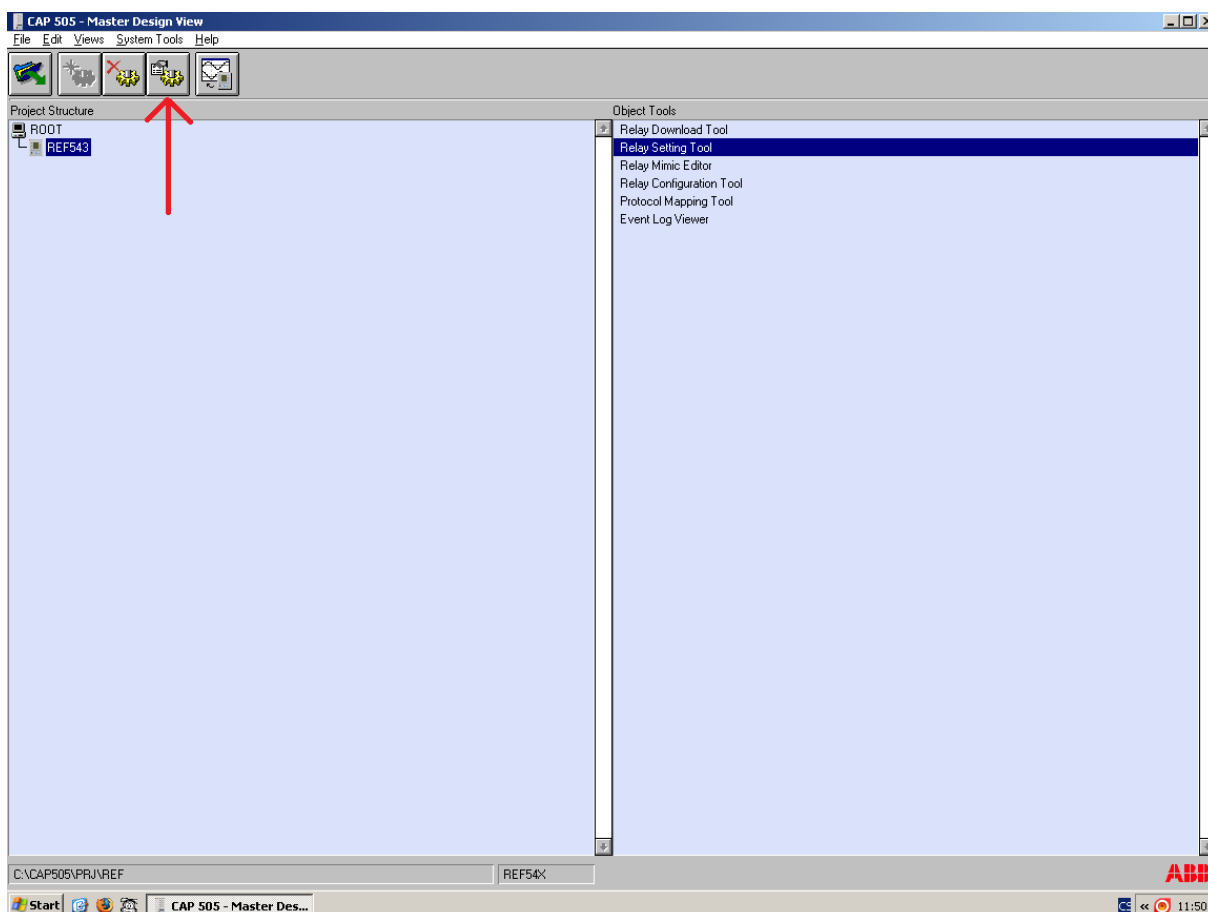 CAP 505 - Master Design View
File Edit Views System Tools Help
Project Structure
Object Tools
ROOT
REF543
Relay Download Tool
Relay Setting Tool
Relay Mimic Editor
Relay Configuration Tool
Protocol Mapping Tool
Event Log Viewer
C:\CAP505\PRJ\REF
REF54X
ABB
Start
CAP 505 - Master Des...
CS
«
11:50